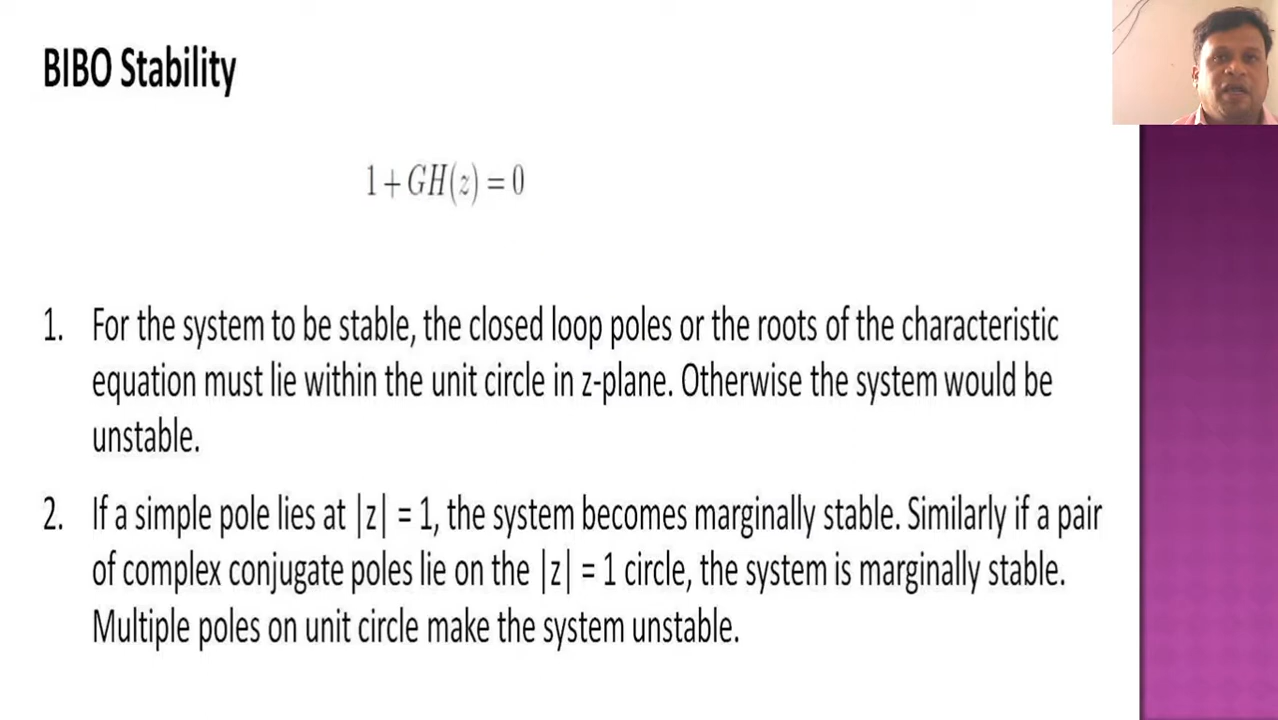 BIBO Stability
1+GH(z)=0
1. For the system to be stable, the closed loop poles or the roots of the characteristic
equation must lie within the unit circle in z-plane. Otherwise the system would be
unstable.
2. If a simple pole lies at |z| = 1, the system becomes marginally stable. Similarly if a pair
of complex conjugate poles lie on the |z| = 1 circle, the system is marginally stable.
Multiple poles on unit circle make the system unstable.